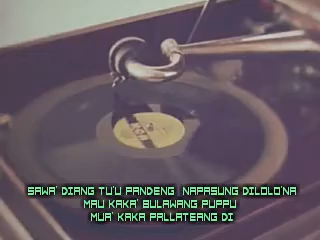 SAWA' DIANG TU'U PANDENG NAPASUNG DILOLO'NA
MAU KAKA' BULAWANG PUPPU
MUA' KAKA PALLATEANG DI